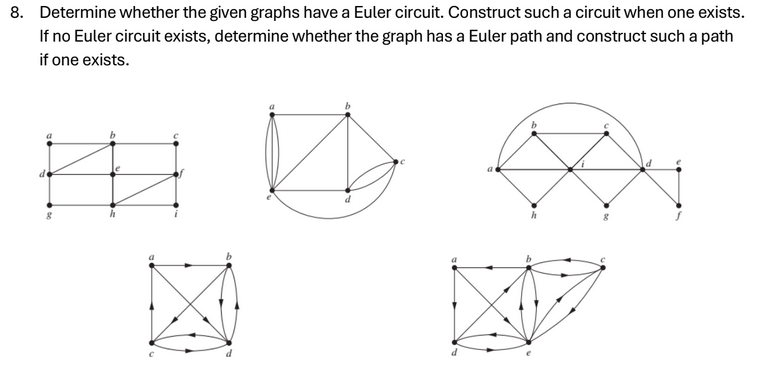 8. Determine whether the given graphs have a Euler circuit. Construct such a circuit when one exists.
If no Euler circuit exists, determine whether the graph has a Euler path and construct such a path
if one exists.
a b c
d e f
g h i
a b
c
e d
b c
a i d e
h g f
a b
c d
a b c
d e